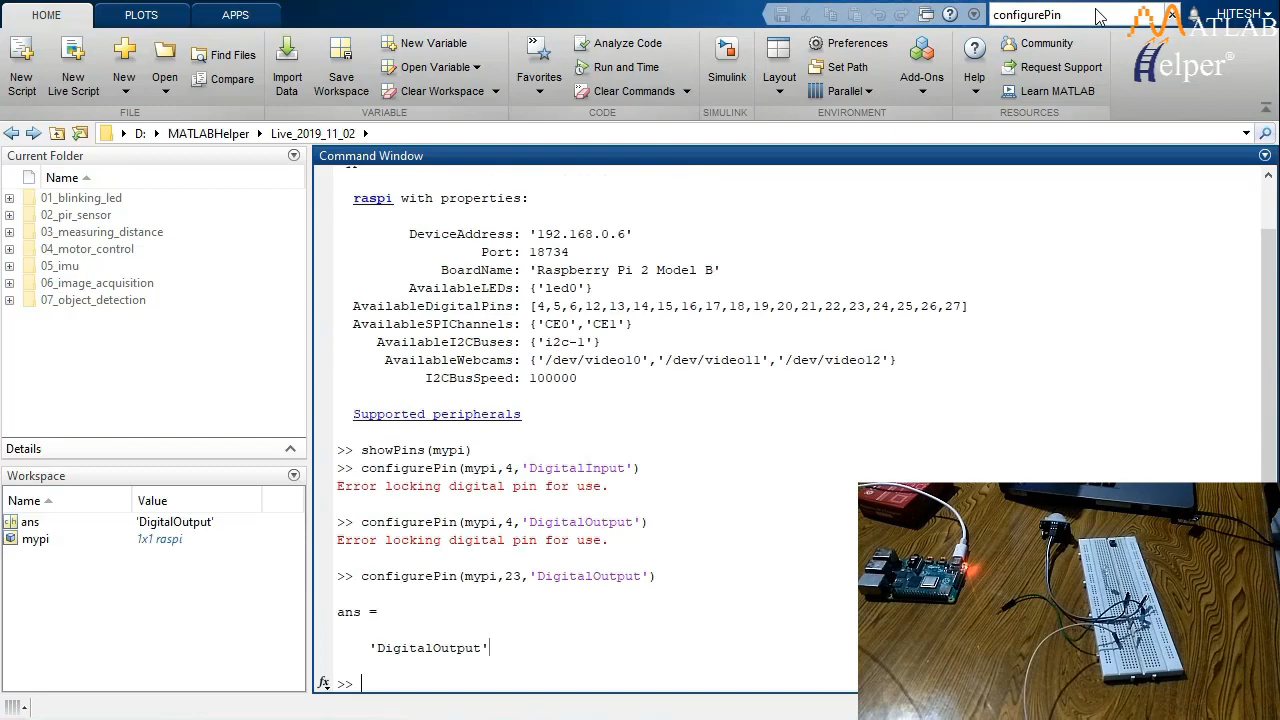 HOME
PLOTS
APPS
configurePin
HITESH
MATLAB
Helper®
New Script
New Live Script
New
Open
Find Files
Compare
Import Data
Save Workspace
New Variable
Open Variable
Clear Workspace
Favorites
Analyze Code
Run and Time
Clear Commands
Simulink
Layout
Preferences
Set Path
Parallel
Add-Ons
Help
Community
Request Support
Learn MATLAB
FILE
VARIABLE
CODE
SIMULINK
ENVIRONMENT
RESOURCES
D:
MATLABHelper
Live_2019_11_02
Current Folder
Name
01_blinking_led
02_pir_sensor
03_measuring_distance
04_motor_control
05_imu
06_image_acquisition
07_object_detection
Details
Workspace
Name
Value
ans
'DigitalOutput'
mypi
1x1 raspi
Command Window
raspi with properties:
DeviceAddress: '192.168.0.6'
Port: 18734
BoardName: 'Raspberry Pi 2 Model B'
AvailableLEDs: {'led0'}
AvailableDigitalPins: [4,5,6,12,13,14,15,16,17,18,19,20,21,22,23,24,25,26,27]
AvailableSPIChannels: {'CE0','CE1'}
AvailableI2CBuses: {'i2c-1'}
AvailableWebcams: {'/dev/video10','/dev/video11','/dev/video12'}
I2CBusSpeed: 100000
Supported peripherals
>> showPins(mypi)
>> configurePin(mypi,4,'DigitalInput')
Error locking digital pin for use.
>> configurePin(mypi,4,'DigitalOutput')
Error locking digital pin for use.
>> configurePin(mypi,23,'DigitalOutput')
ans =
'DigitalOutput'
fx >>